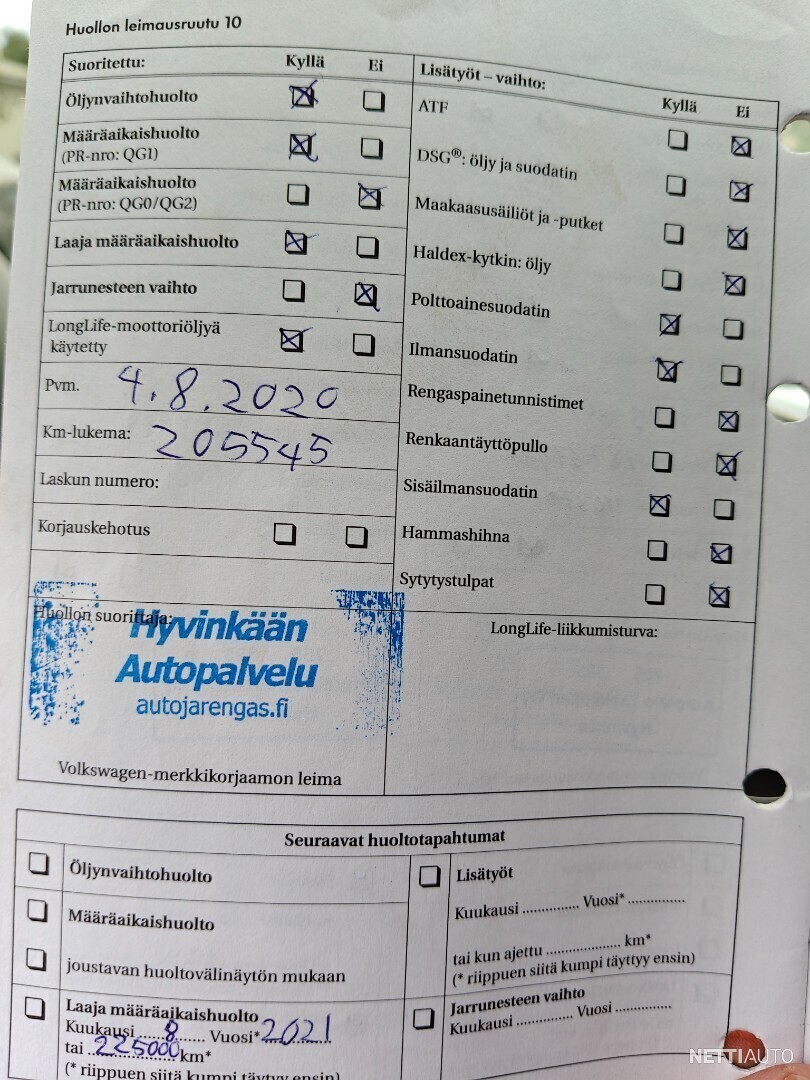 Huollon leimausruutu 10
Suoritettu: Kyllä Ei
Öljynvaihtohuolto
Määräaikaishuolto
(PR-nro: QG1)
Määräaikaishuolto
(PR-nro: QG0/QG2)
Laaja määräaikaishuolto
Jarrunesteen vaihto
LongLife-moottoriöljyä
käytetty
Pvm. 4.8.2020
Km-lukema: 205545
Laskun numero:
Korjauskehotus
Huollon suorittaja:
Hyvinkään
Autopalvelu
autojarengas.fi
Volkswagen-merkkikorjaamon leima
Lisätyöt – vaihto: Kyllä Ei
ATF
DSG®: öljy ja suodatin
Maakaasusäiliöt ja -putket
Haldex-kytkin: öljy
Polttoainesuodatin
Ilmansuodatin
Rengaspainetunnistimet
Renkaantäyttöpullo
Sisäilmansuodatin
Hammashihna
Sytytystulpat
LongLife-liikkumisturva:
Seuraavat huoltotapahtumat
Öljynvaihtohuolto
Määräaikaishuolto
joustavan huoltovälinäytön mukaan
Laaja määräaikaishuolto
Kuukausi 8 Vuosi* 2021
tai 225000 km*
(* riippuen siitä kumpi täyttyy ensin)
Lisätyöt
Kuukausi .............. Vuosi* ..............
tai kun ajettu .................... km*
(* riippuen siitä kumpi täyttyy ensin)
Jarrunesteen vaihto
Kuukausi .............. Vuosi ..............
NETTIAUTO